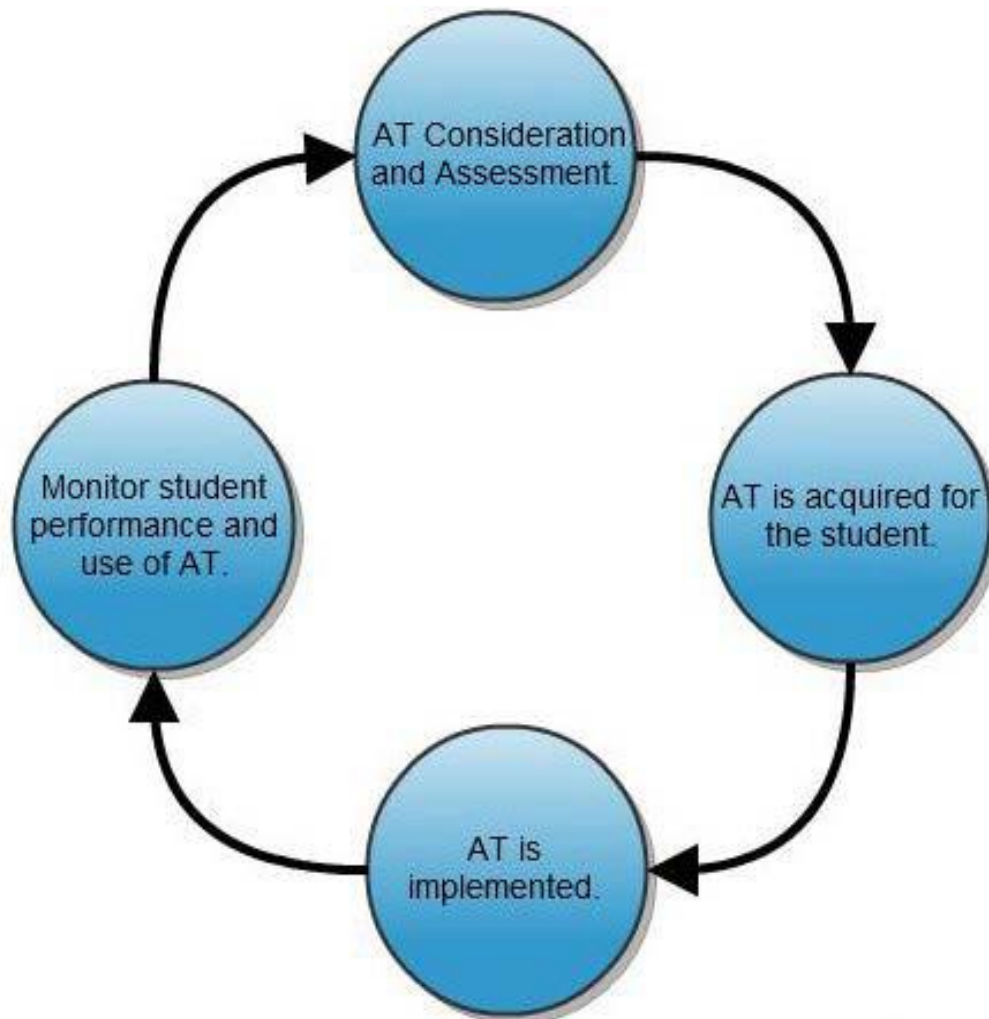 AT Consideration
and Assessment.
AT is acquired for
the student.
AT is
implemented.
Monitor student
performance and
use of AT.